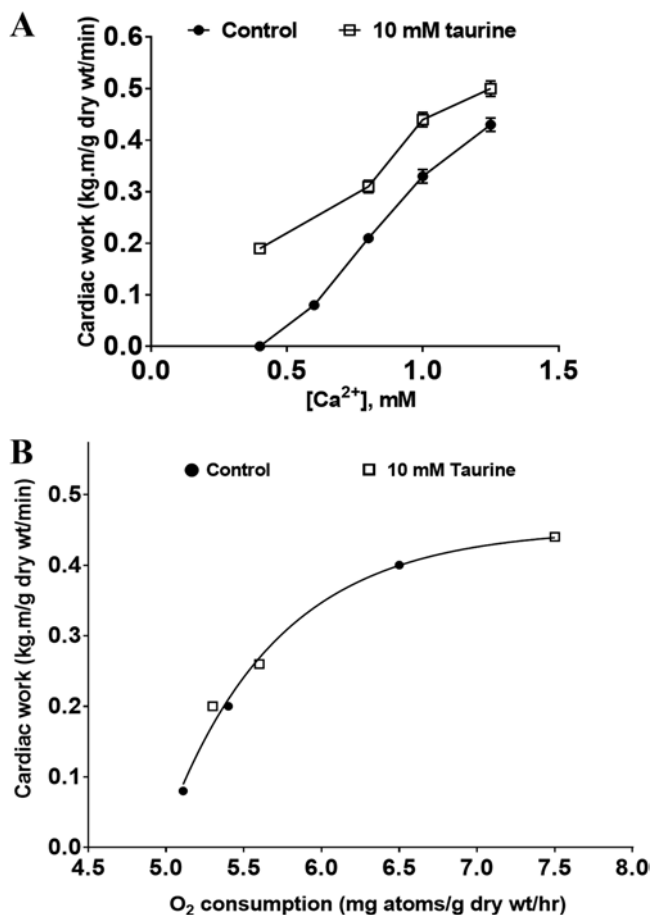 A
Control
10 mM taurine
Cardiac work (kg.m/g dry wt/min)
0.6
0.5
0.4
0.3
0.2
0.1
0.0
0.0 0.5 1.0 1.5
[Ca²⁺], mM
B
Control
10 mM Taurine
Cardiac work (kg.m/g dry wt/min)
0.5
0.4
0.3
0.2
0.1
0.0
4.5 5.0 5.5 6.0 6.5 7.0 7.5 8.0
O₂ consumption (mg atoms/g dry wt/hr)